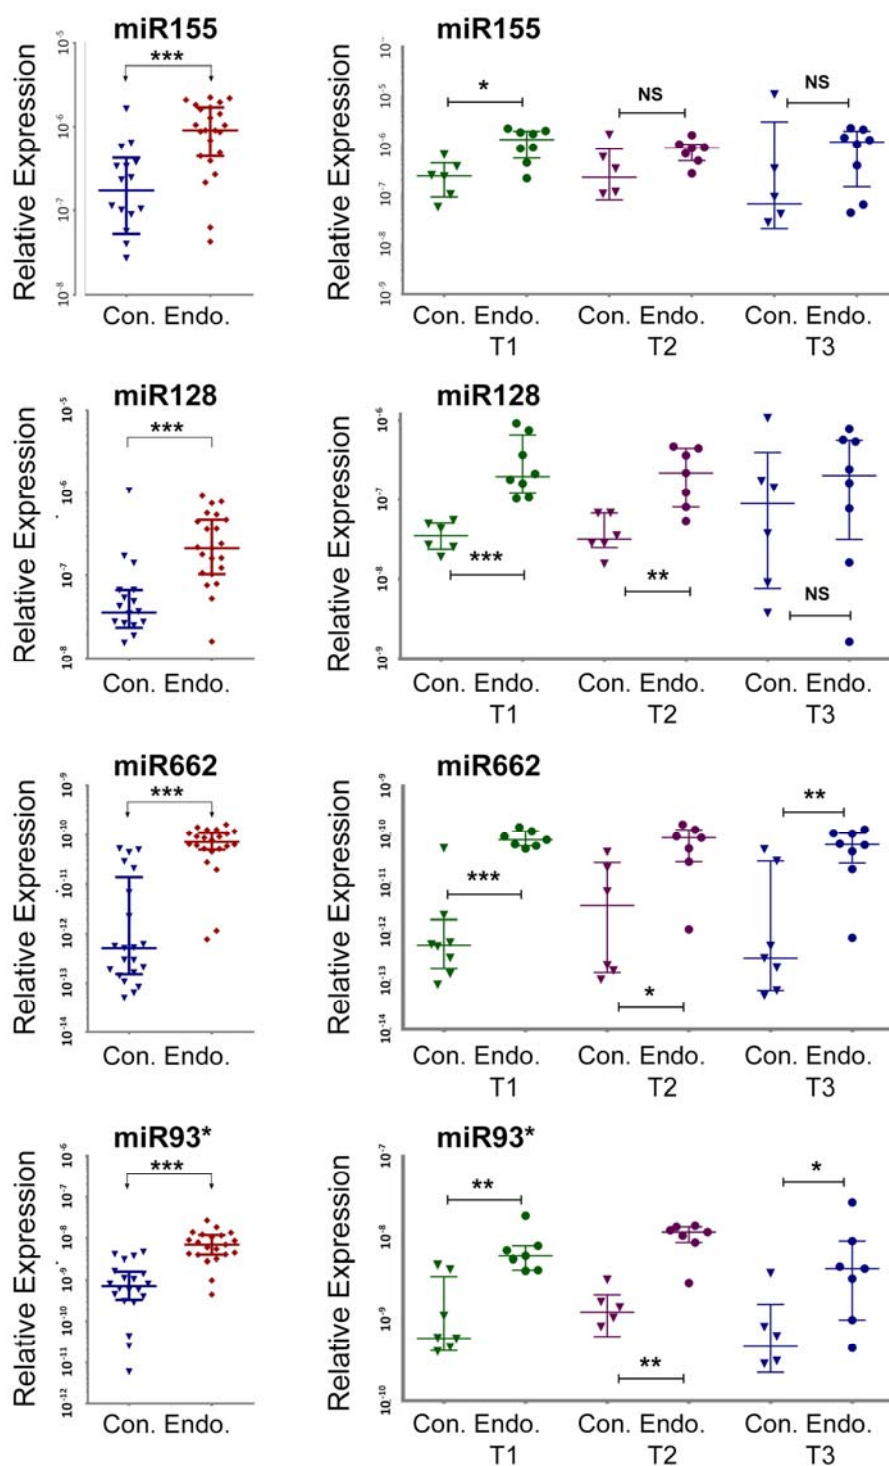 miR155
miR155
***
*
NS
NS
Relative Expression
10-5
10-6
10-7
10-8
Relative Expression
10-5
10-6
10-7
10-8
10-9
Con. Endo.
Con. Endo.
Con. Endo.
Con. Endo.
T1
T2
T3
miR128
miR128
***
***
**
NS
Relative Expression
10-5
10-6
10-7
10-8
Relative Expression
10-6
10-7
10-8
10-9
Con. Endo.
Con. Endo.
Con. Endo.
Con. Endo.
T1
T2
T3
miR662
miR662
***
***
*
**
Relative Expression
10-9
10-10
10-11
10-12
10-13
10-14
Relative Expression
10-9
10-10
10-11
10-12
10-13
10-14
Con. Endo.
Con. Endo.
Con. Endo.
Con. Endo.
T1
T2
T3
miR93*
miR93*
***
**
**
*
Relative Expression
10-6
10-7
10-8
10-9
10-10
10-11
10-12
Relative Expression
10-7
10-8
10-9
10-10
Con. Endo.
Con. Endo.
Con. Endo.
Con. Endo.
T1
T2
T3